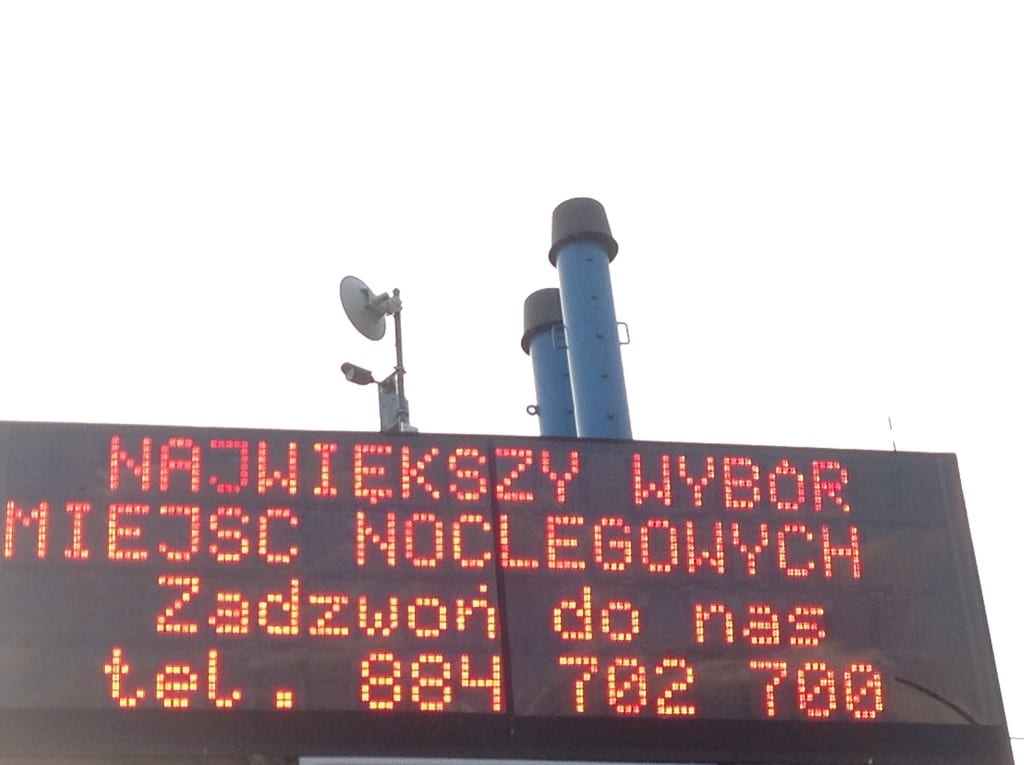 NAJWIĘKSZY WYBÓR
MIEJSC NOCLEGOWYCH
Zadzwoń do nas
tel. 884 702 700